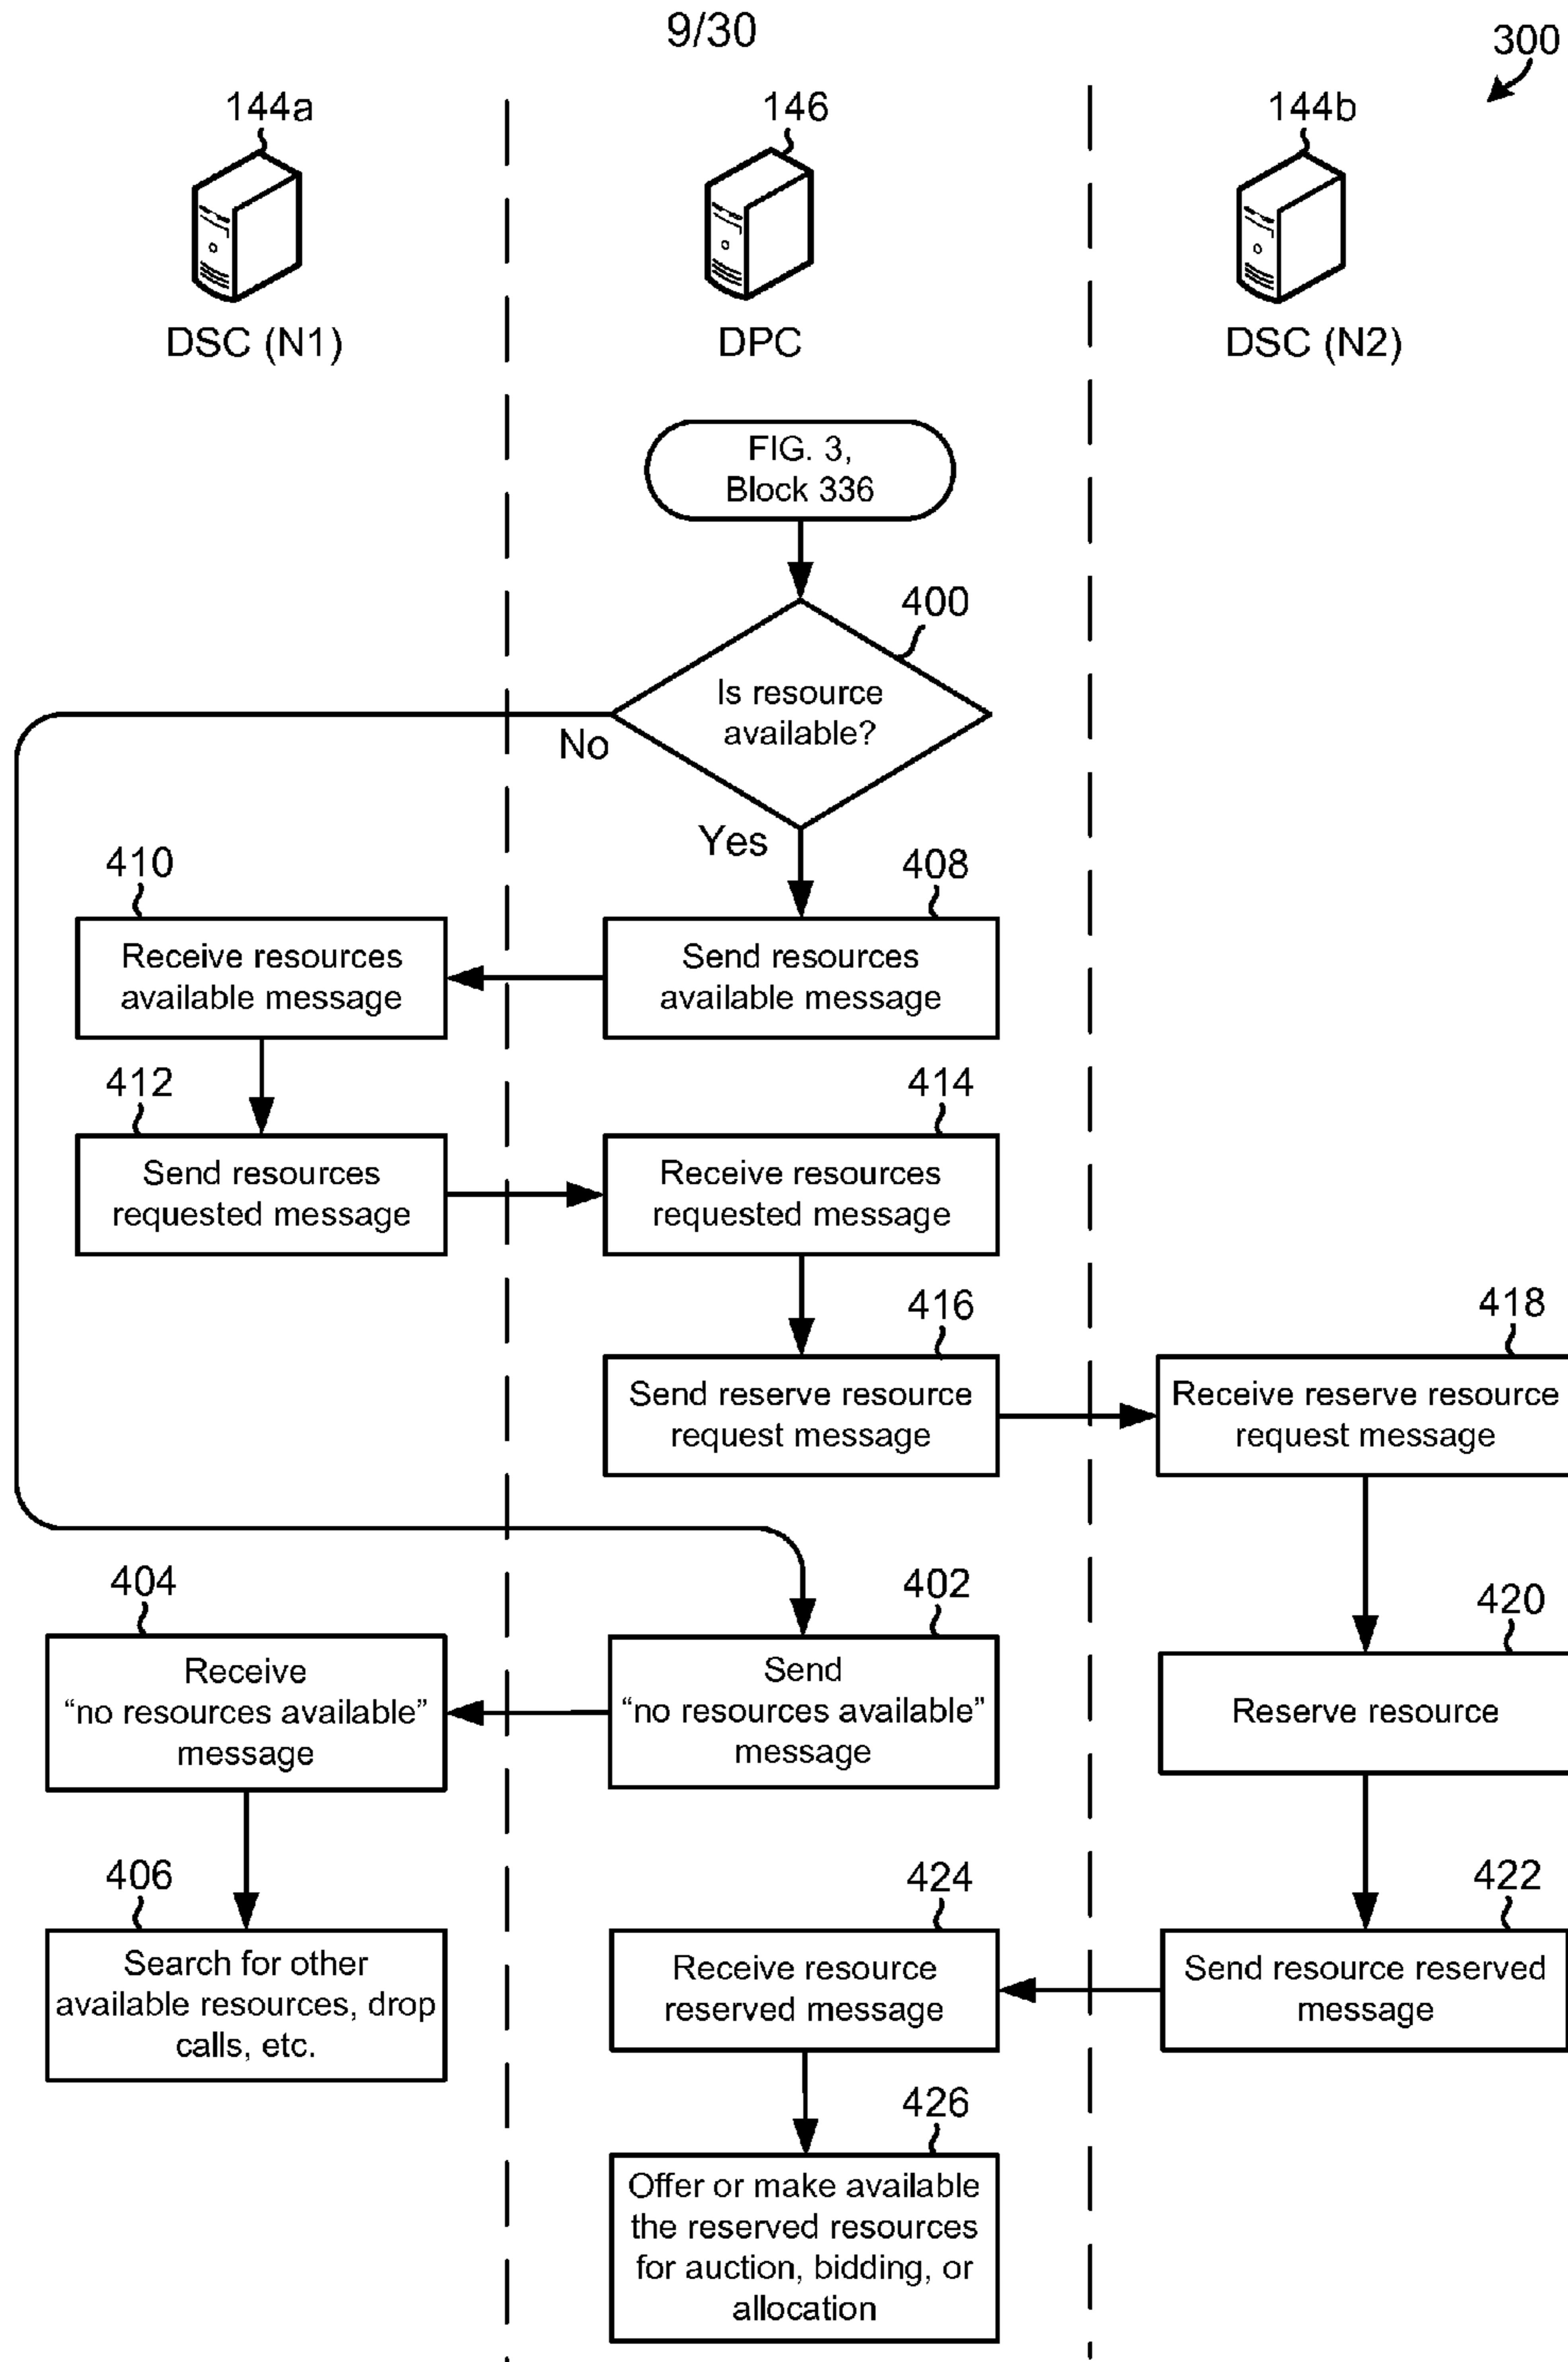 9/30
300
144a
146
144b
DSC (N1)
DPC
DSC (N2)
FIG. 3,
Block 336
400
Is resource
available?
No
Yes
410
408
Receive resources
available message
Send resources
available message
412
414
Send resources
requested message
Receive resources
requested message
416
418
Send reserve resource
request message
Receive reserve resource
request message
404
402
420
Receive
“no resources available”
message
Send
“no resources available”
message
Reserve resource
406
424
422
Search for other
available resources, drop
calls, etc.
Receive resource
reserved message
Send resource reserved
message
426
Offer or make available
the reserved resources
for auction, bidding, or
allocation